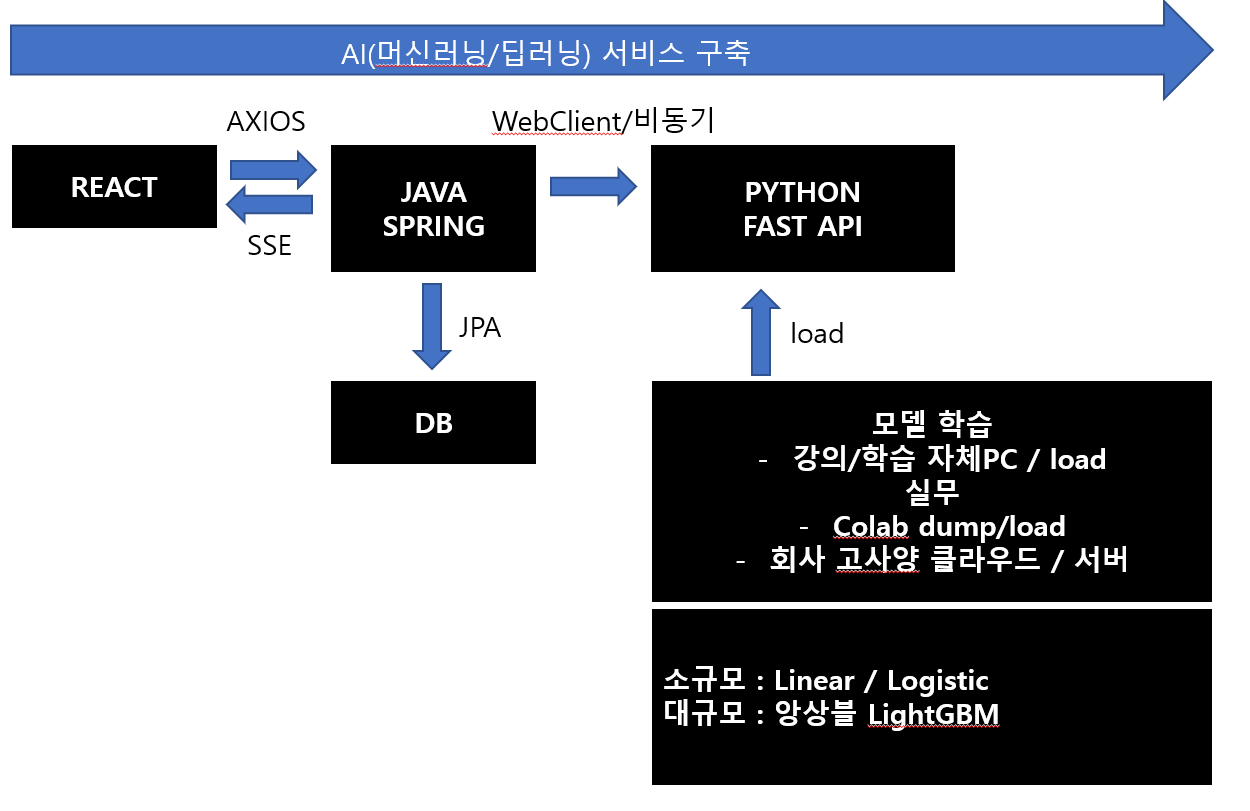 AI(머신러닝/딥러닝) 서비스 구축
AXIOS
WebClient/비동기
REACT
JAVA
SPRING
PYTHON
FAST API
SSE
JPA
load
DB
모델 학습
- 강의/학습 자체PC / load
실무
- Colab dump/load
- 회사 고사양 클라우드 / 서버
소규모 : Linear / Logistic
대규모 : 앙상블 LightGBM